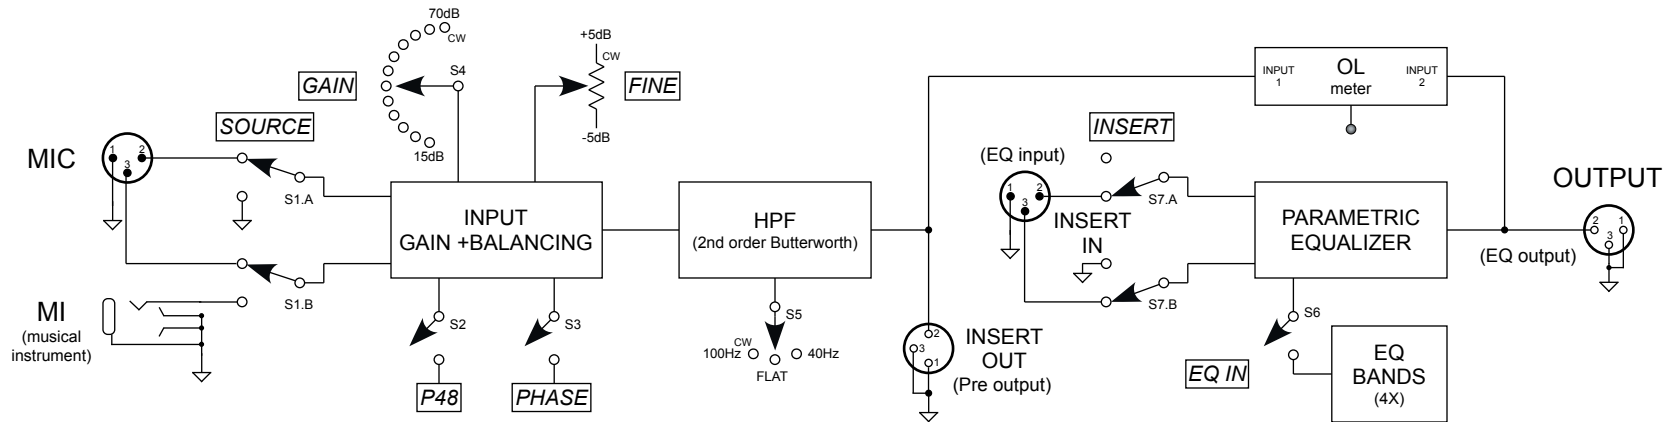 70dB
CW
S4
GAIN
15dB
+5dB
CW
FINE
-5dB
SOURCE
MIC
1
2
3
S1.A
S1.B
MI
(musical
instrument)
INPUT
GAIN +BALANCING
S2
P48
S3
PHASE
HPF
(2nd order Butterworth)
S5
CW
100Hz
40Hz
FLAT
2
3
1
INSERT
OUT
(Pre output)
INPUT
1
OL
meter
INPUT
2
INSERT
(EQ input)
1
2
3
S7.A
INSERT
IN
S7.B
PARAMETRIC
EQUALIZER
S6
EQ IN
EQ
BANDS
(4X)
OUTPUT
2
1
3
(EQ output)